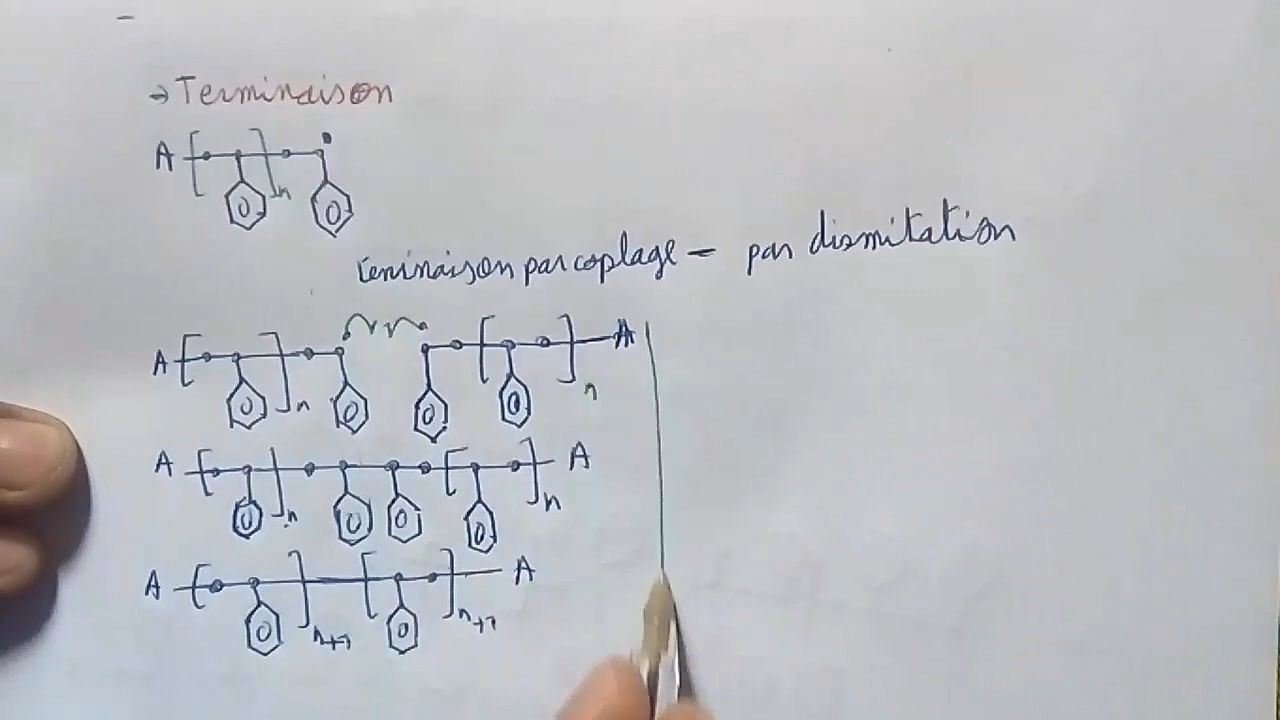 → Terminaison
A [ ]n
terminaison par coplage – par dismitation
A [ ]n [ ]n A
A [ ]n [ ]n A
A [ ]n+1 [ ]n+1 A